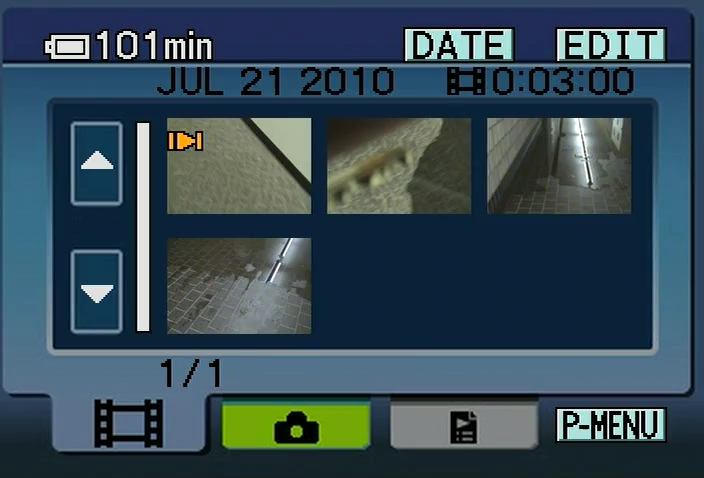 101min
DATE
EDIT
JUL 21 2010
0:03:00
1/1
P-MENU